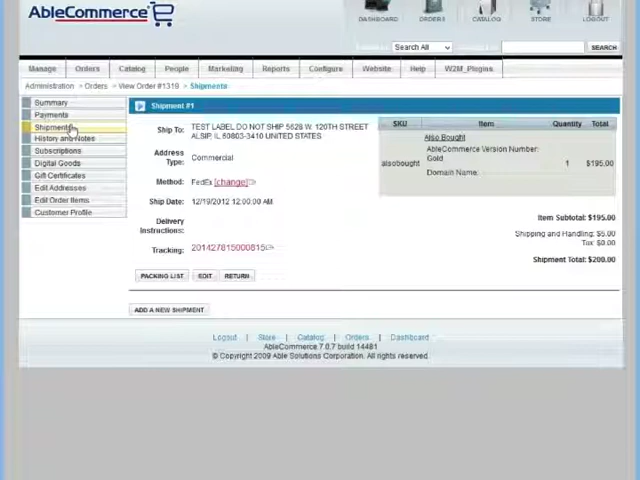 AbleCommerce
DASHBOARD ORDERS CATALOG STORE LOGOUT
Search All SEARCH
Manage Orders Catalog People Marketing Reports Configure Website Help W2M_Plugins
Administration > Orders > View Order #1319 > Shipments
Summary
Payments
Shipments
History and Notes
Subscriptions
Digital Goods
Gift Certificates
Edit Addresses
Edit Order Items
Customer Profile
Shipment #1
Ship To: TEST LABEL DO NOT SHIP 5628 W. 120TH STREET
ALSIP, IL 60803-3410 UNITED STATES
Address Type: Commercial
Method: FedEx [change]
Ship Date: 12/19/2012 12:00:00 AM
Delivery Instructions:
Tracking: 201427815000815
PACKING LIST EDIT RETURN
SKU Item Quantity Total
Also Bought
alsobought AbleCommerce Version Number: Gold 1 $195.00
Domain Name:
Item Subtotal: $195.00
Shipping and Handling: $5.00
Tax: $0.00
Shipment Total: $200.00
ADD A NEW SHIPMENT
Logout | Store | Catalog | Orders | Dashboard
AbleCommerce 7.0.7 build 14481
© Copyright 2009 Able Solutions Corporation. All rights reserved.